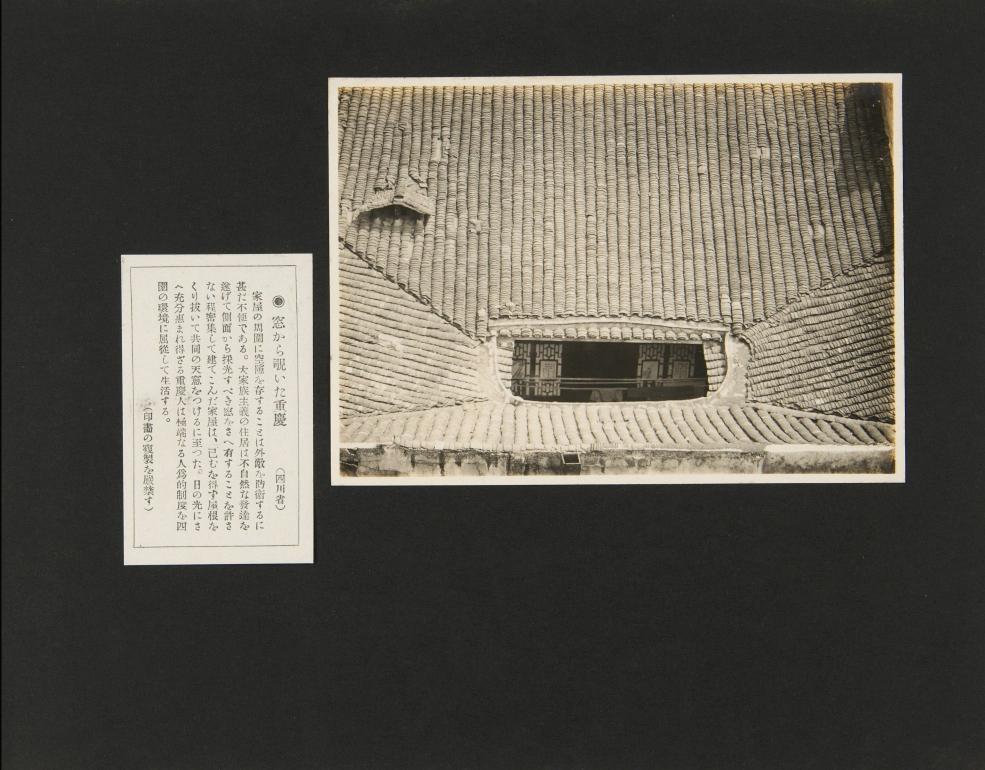 ● 窓から覗いた重慶
(四川省)
家屋の周圍に空隙を存することは外敵を防衛するに
甚だ不便である。大家族主義の住居は不自然な發達を
遂げて側面から採光すべき窓をさへ有することを許さ
ない程密集して建てこんだ家屋は、已むを得ず屋根を
くり抜いて共同の天窓をつけるに至つた。日の光にさ
へ充分惠まれ得ざる重慶人は極端なる人爲的制度を四
圍の環境に屈從して生活する。
(印畵の複製を嚴禁す)